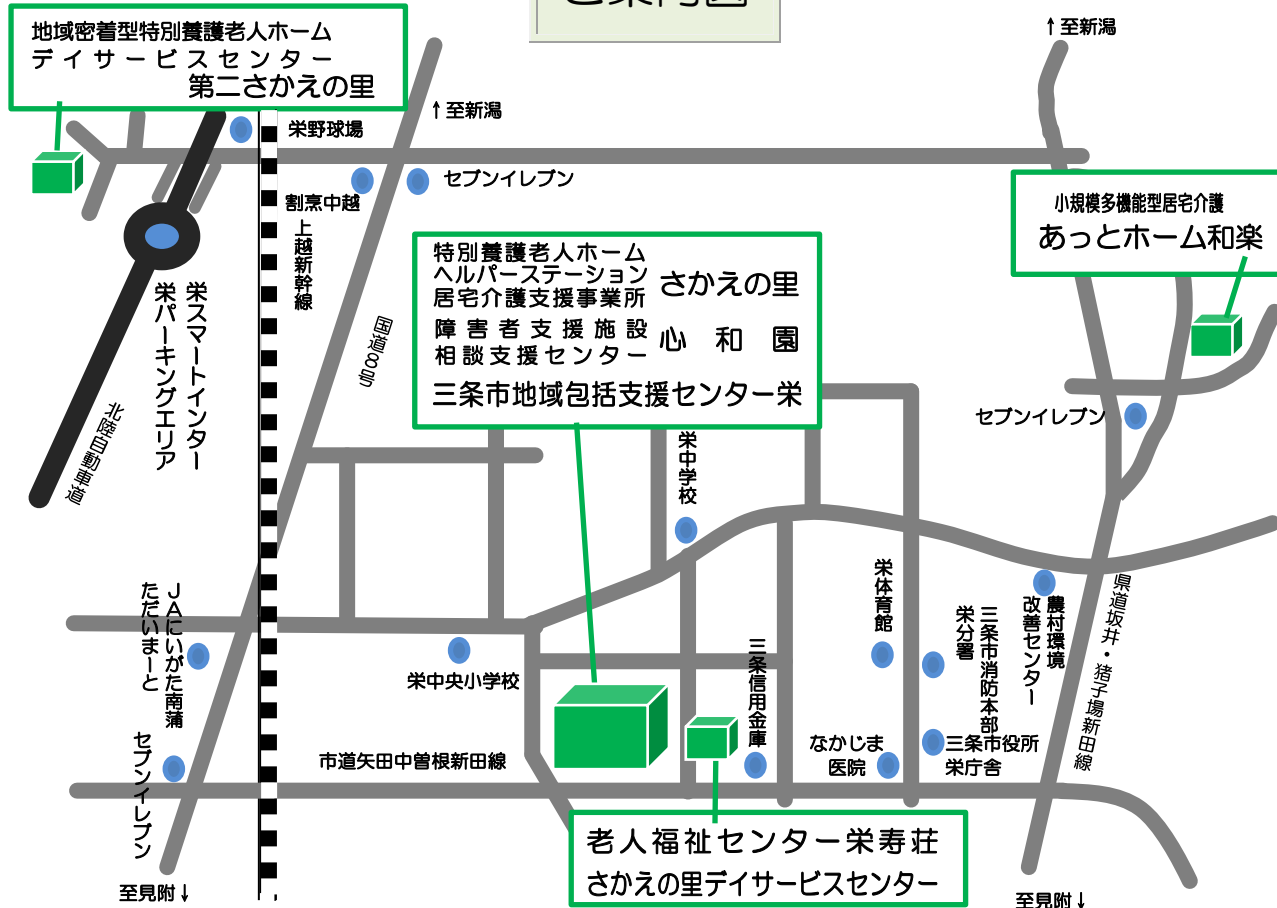 ご案内図
地域密着型特別養護老人ホーム
デイサービスセンター
第二さかえの里
↑至新潟
↑至新潟
栄野球場
セブンイレブン
割烹中越
上越新幹線
小規模多機能型居宅介護
あっとホーム和楽
特別養護老人ホーム
ヘルパーステーション
居宅介護支援事業所
さかえの里
障害者支援施設
相談支援センター
心和園
三条市地域包括支援センター栄
栄スマートインター
栄パーキングエリア
国道8号
北陸自動車道
セブンイレブン
栄中学校
栄体育館
農村環境
改善センター
三条市消防本部
栄分署
県道坂井・猪子場新田線
JAにいがた南蒲
ただいまーと
栄中央小学校
三条信用金庫
セブンイレブン
市道矢田中曽根新田線
なかじま
医院
三条市役所
栄庁舎
老人福祉センター栄寿荘
さかえの里デイサービスセンター
至見附↓
至見附↓